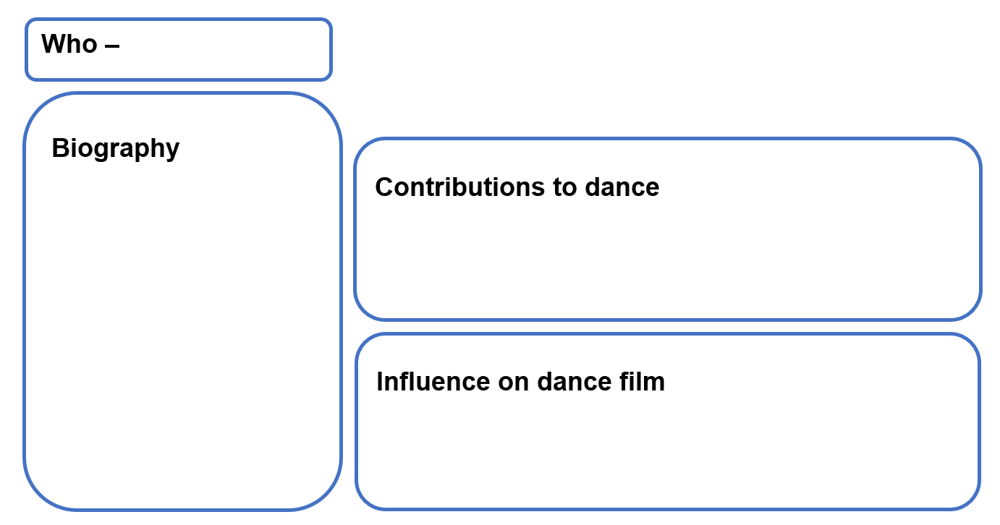 Who –
Biography
Contributions to dance
Influence on dance film